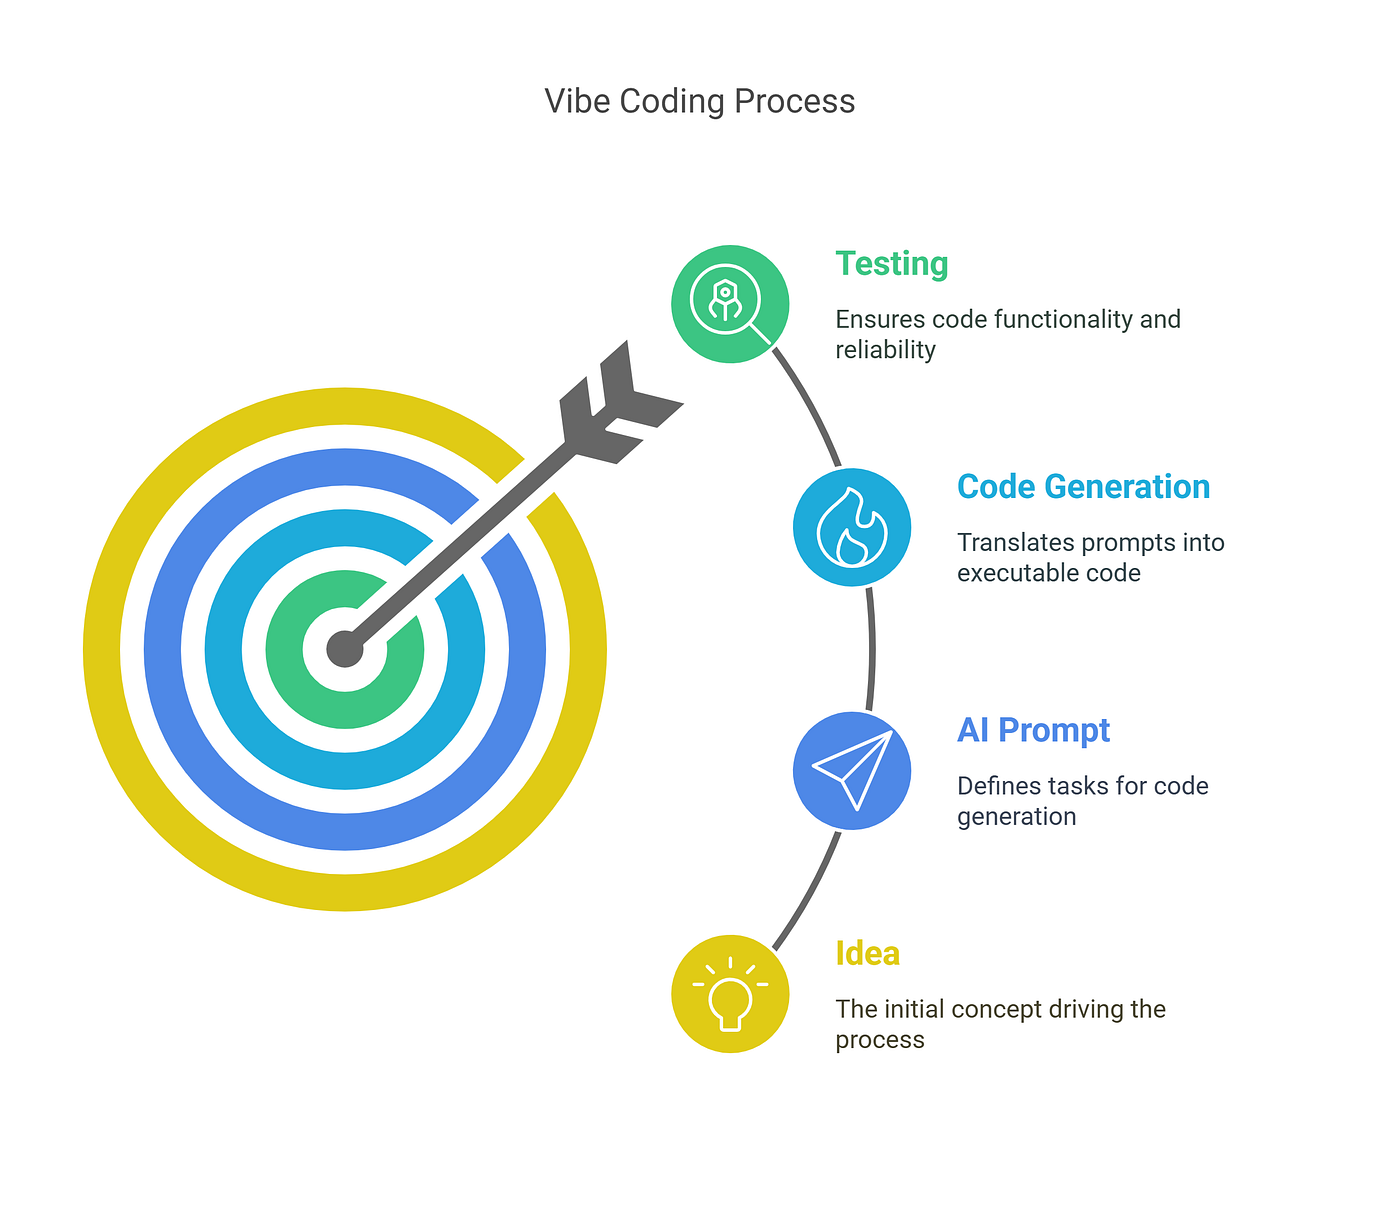 Vibe Coding Process
Testing
Ensures code functionality and
reliability
Code Generation
Translates prompts into
executable code
AI Prompt
Defines tasks for code
generation
Idea
The initial concept driving the
process